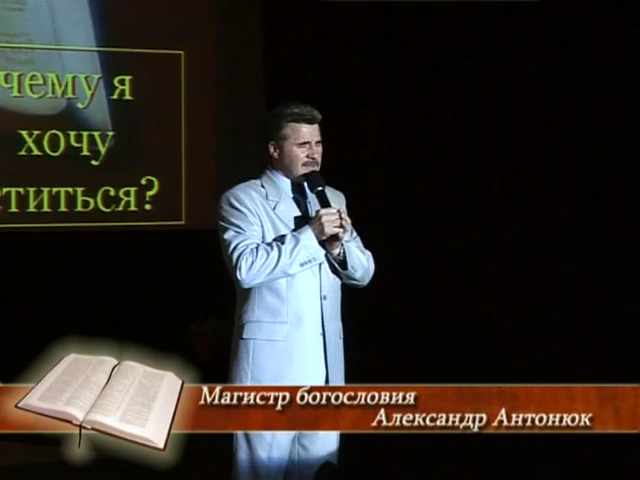 чему я
хочу
ститься?
Магистр богословия
Александр Антонюк